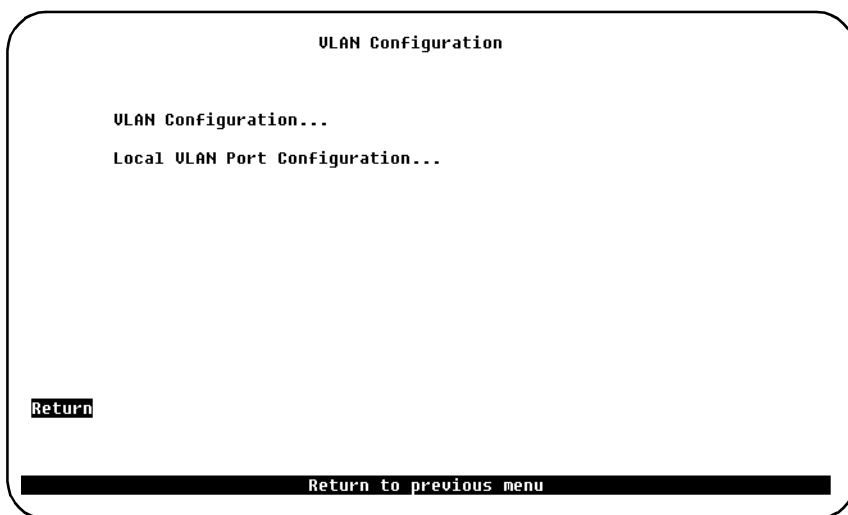 VLAN Configuration
VLAN Configuration...
Local VLAN Port Configuration...
Return
Return to previous menu